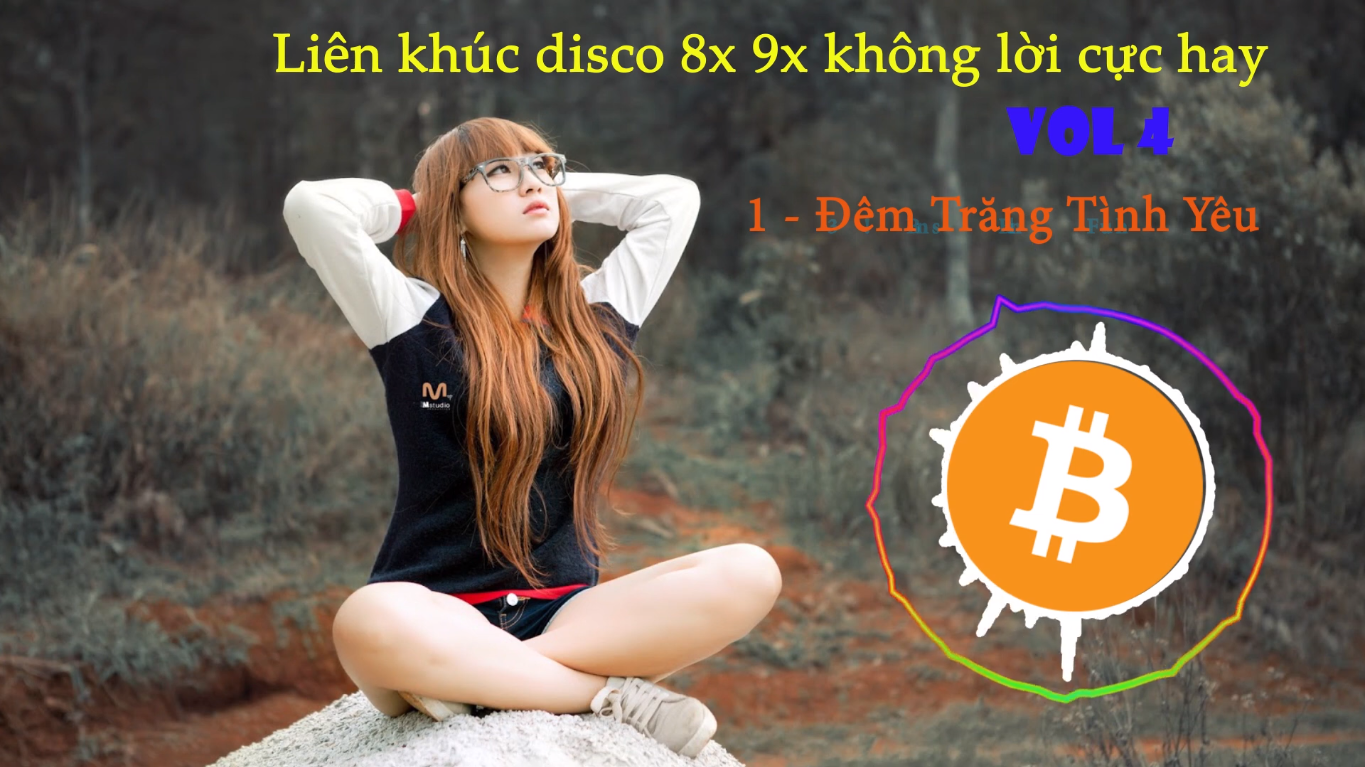 Liên khúc disco 8x 9x không lời cực hay
VOL 4
1 - Đêm Trăng Tình Yêu
Mstudio